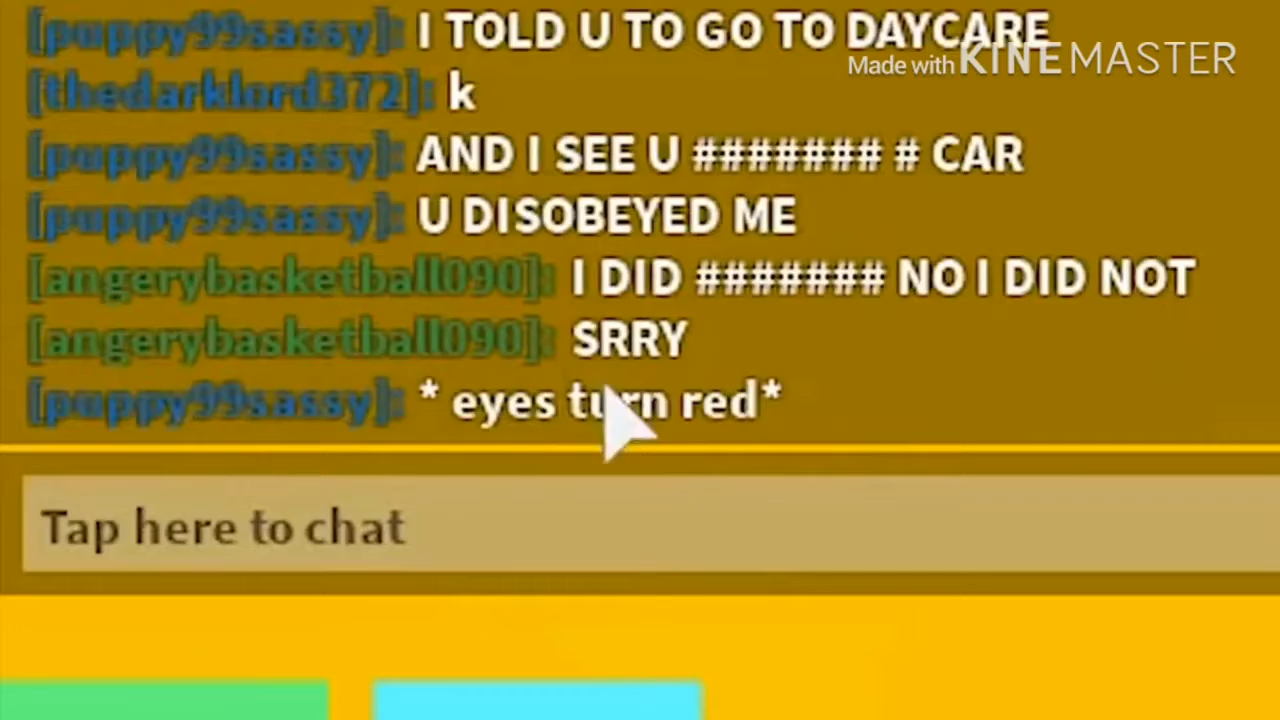 [puppy99sassy]: I TOLD U TO GO TO DAYCARE
Made with KINEMASTER
[thedarklord372]: k
[puppy99sassy]: AND I SEE U ####### # CAR
[puppy99sassy]: U DISOBEYED ME
[angerybasketball090]: I DID ####### NO I DID NOT
[angerybasketball090]: SRRY
[puppy99sassy]: * eyes turn red*
Tap here to chat